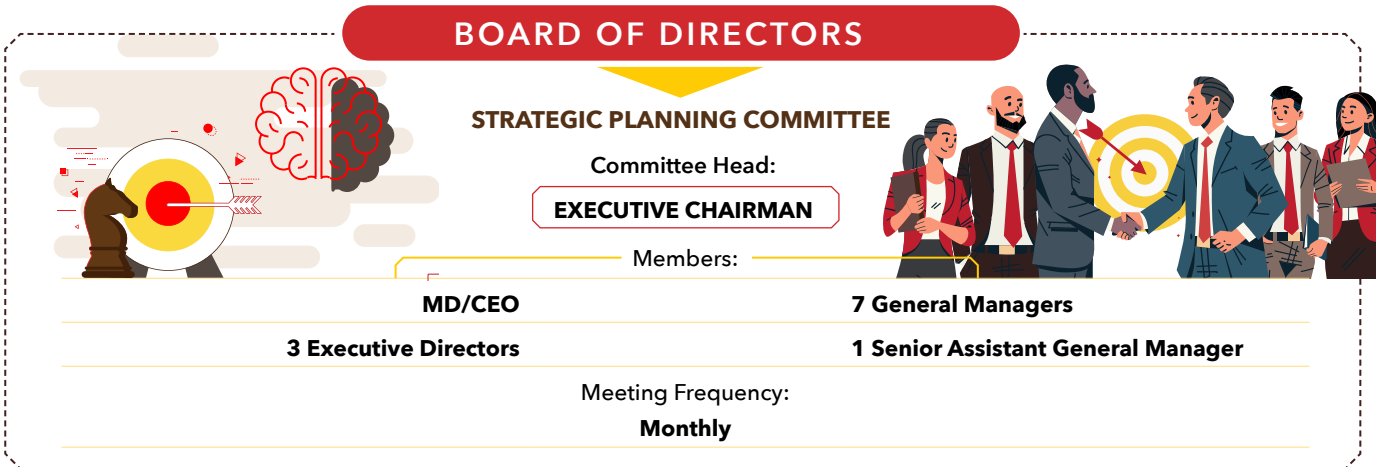 BOARD OF DIRECTORS
STRATEGIC PLANNING COMMITTEE
Committee Head:
EXECUTIVE CHAIRMAN
Members:
MD/CEO
7 General Managers
3 Executive Directors
1 Senior Assistant General Manager
Meeting Frequency:
Monthly